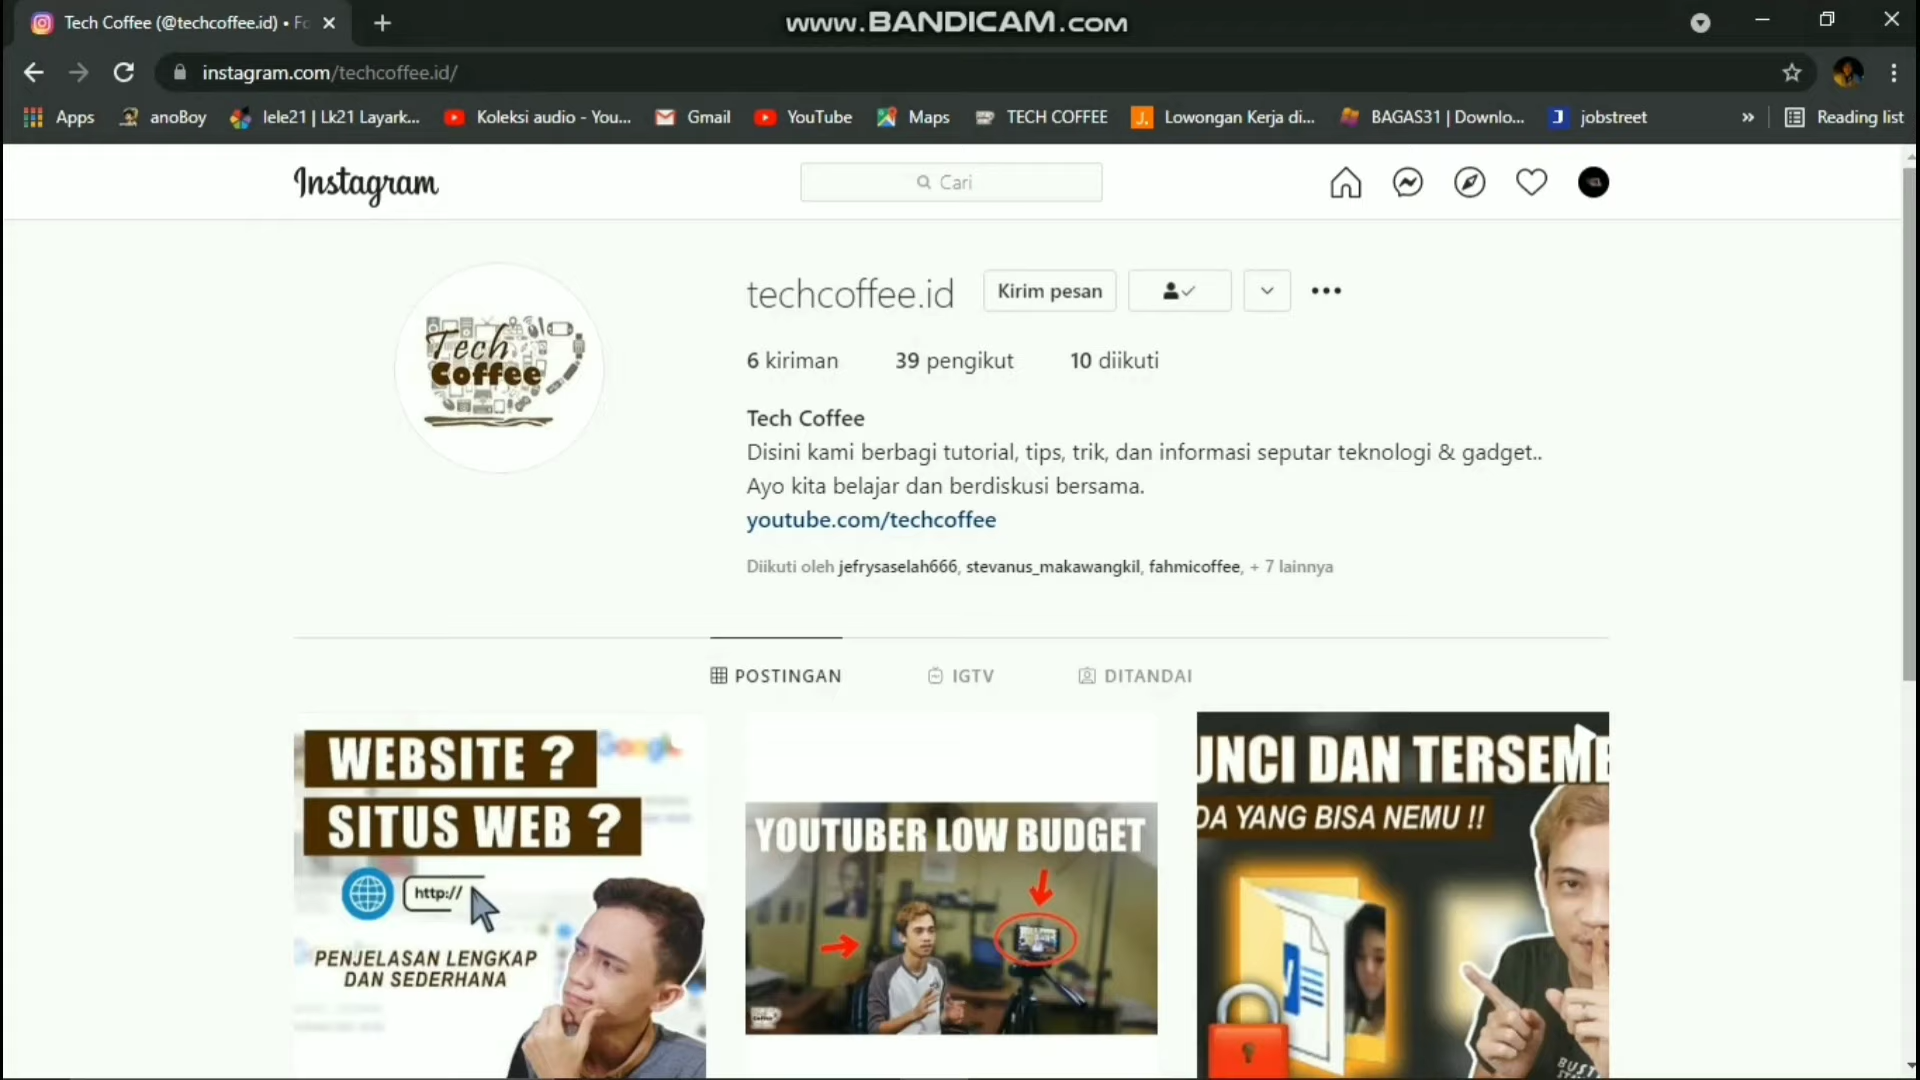 Tech Coffee (@techcoffee.id) • Fo
www.BANDICAM.com
instagram.com/techcoffee.id/
Apps anoBoy lele21 | Lk21 Layark... Koleksi audio - You... Gmail YouTube Maps TECH COFFEE Lowongan Kerja di... BAGAS31 | Downlo... jobstreet » Reading list
Instagram
Cari
Tech
Coffee
techcoffee.id Kirim pesan
6 kiriman 39 pengikut 10 diikuti
Tech Coffee
Disini kami berbagi tutorial, tips, trik, dan informasi seputar teknologi & gadget..
Ayo kita belajar dan berdiskusi bersama.
youtube.com/techcoffee
Diikuti oleh jefrysaselah666, stevanus_makawangkil, fahmicoffee, + 7 lainnya
POSTINGAN IGTV DITANDAI
WEBSITE ?
SITUS WEB ?
http://
PENJELASAN LENGKAP
DAN SEDERHANA
YOUTUBER LOW BUDGET
UNCI DAN TERSEME
DA YANG BISA NEMU !!